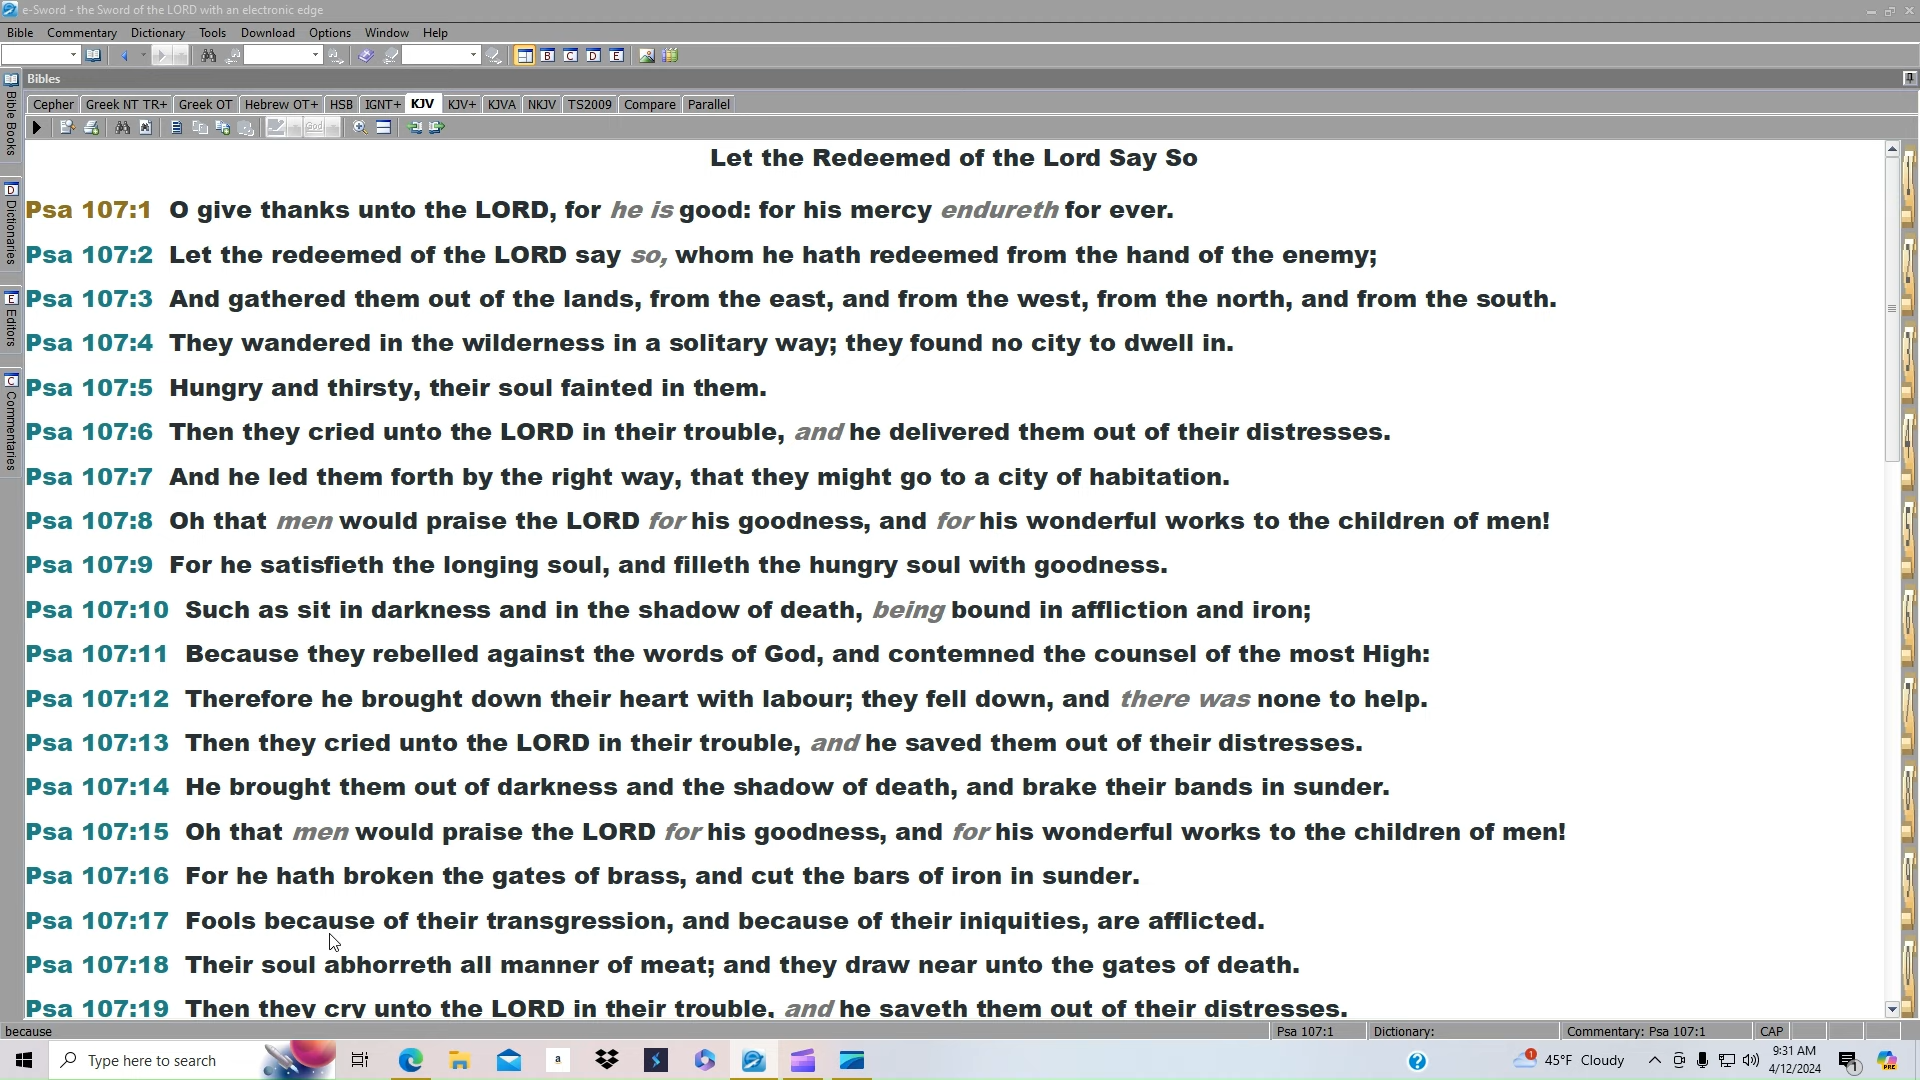 e-Sword - the Sword of the LORD with an electronic edge
Bible Commentary Dictionary Tools Download Options Window Help
B C D E
Bibles
Cepher Greek NT TR+ Greek OT Hebrew OT+ HSB IGNT+ KJV KJV+ KJVA NKJV TS2009 Compare Parallel
God
Bible Books
D Dictionaries
E Editors
C Commentaries
Let the Redeemed of the Lord Say So
Psa 107:1 O give thanks unto the LORD, for he is good: for his mercy endureth for ever.
Psa 107:2 Let the redeemed of the LORD say so, whom he hath redeemed from the hand of the enemy;
Psa 107:3 And gathered them out of the lands, from the east, and from the west, from the north, and from the south.
Psa 107:4 They wandered in the wilderness in a solitary way; they found no city to dwell in.
Psa 107:5 Hungry and thirsty, their soul fainted in them.
Psa 107:6 Then they cried unto the LORD in their trouble, and he delivered them out of their distresses.
Psa 107:7 And he led them forth by the right way, that they might go to a city of habitation.
Psa 107:8 Oh that men would praise the LORD for his goodness, and for his wonderful works to the children of men!
Psa 107:9 For he satisfieth the longing soul, and filleth the hungry soul with goodness.
Psa 107:10 Such as sit in darkness and in the shadow of death, being bound in affliction and iron;
Psa 107:11 Because they rebelled against the words of God, and contemned the counsel of the most High:
Psa 107:12 Therefore he brought down their heart with labour; they fell down, and there was none to help.
Psa 107:13 Then they cried unto the LORD in their trouble, and he saved them out of their distresses.
Psa 107:14 He brought them out of darkness and the shadow of death, and brake their bands in sunder.
Psa 107:15 Oh that men would praise the LORD for his goodness, and for his wonderful works to the children of men!
Psa 107:16 For he hath broken the gates of brass, and cut the bars of iron in sunder.
Psa 107:17 Fools because of their transgression, and because of their iniquities, are afflicted.
Psa 107:18 Their soul abhorreth all manner of meat; and they draw near unto the gates of death.
Psa 107:19 Then they cry unto the LORD in their trouble, and he saveth them out of their distresses.
because Psa 107:1 Dictionary: Commentary: Psa 107:1 CAP
Type here to search
a
1 45°F Cloudy
9:31 AM
4/12/2024
1
PRE